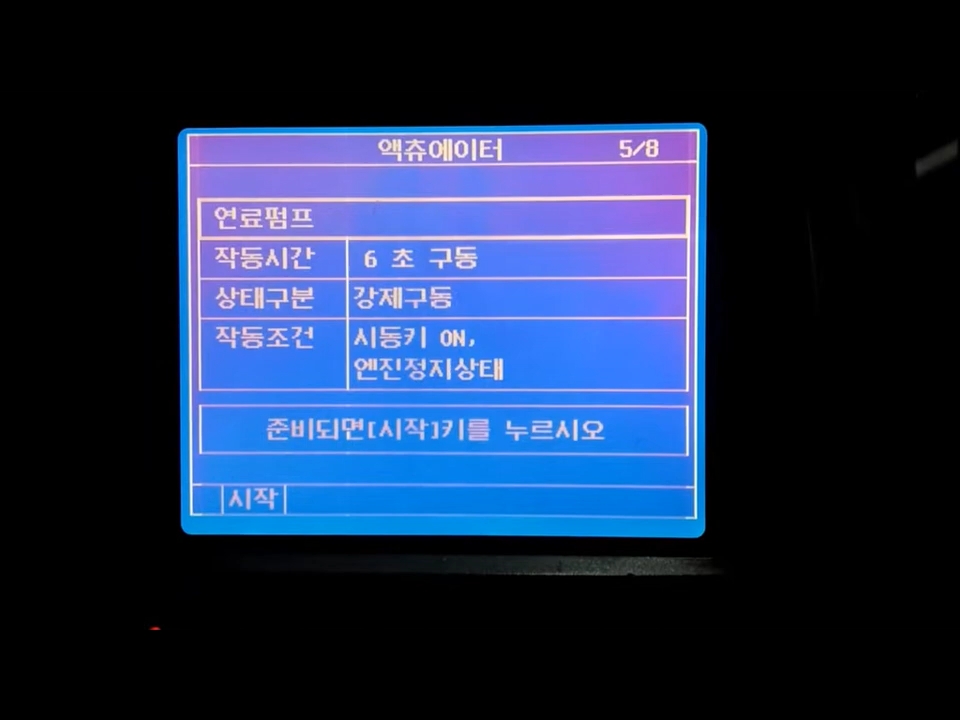 액츄에이터 5/8
연료펌프
작동시간 6 초 구동
상태구분 강제구동
작동조건 시동키 ON,
엔진정지상태
준비되면[시작]키를 누르시오
시작